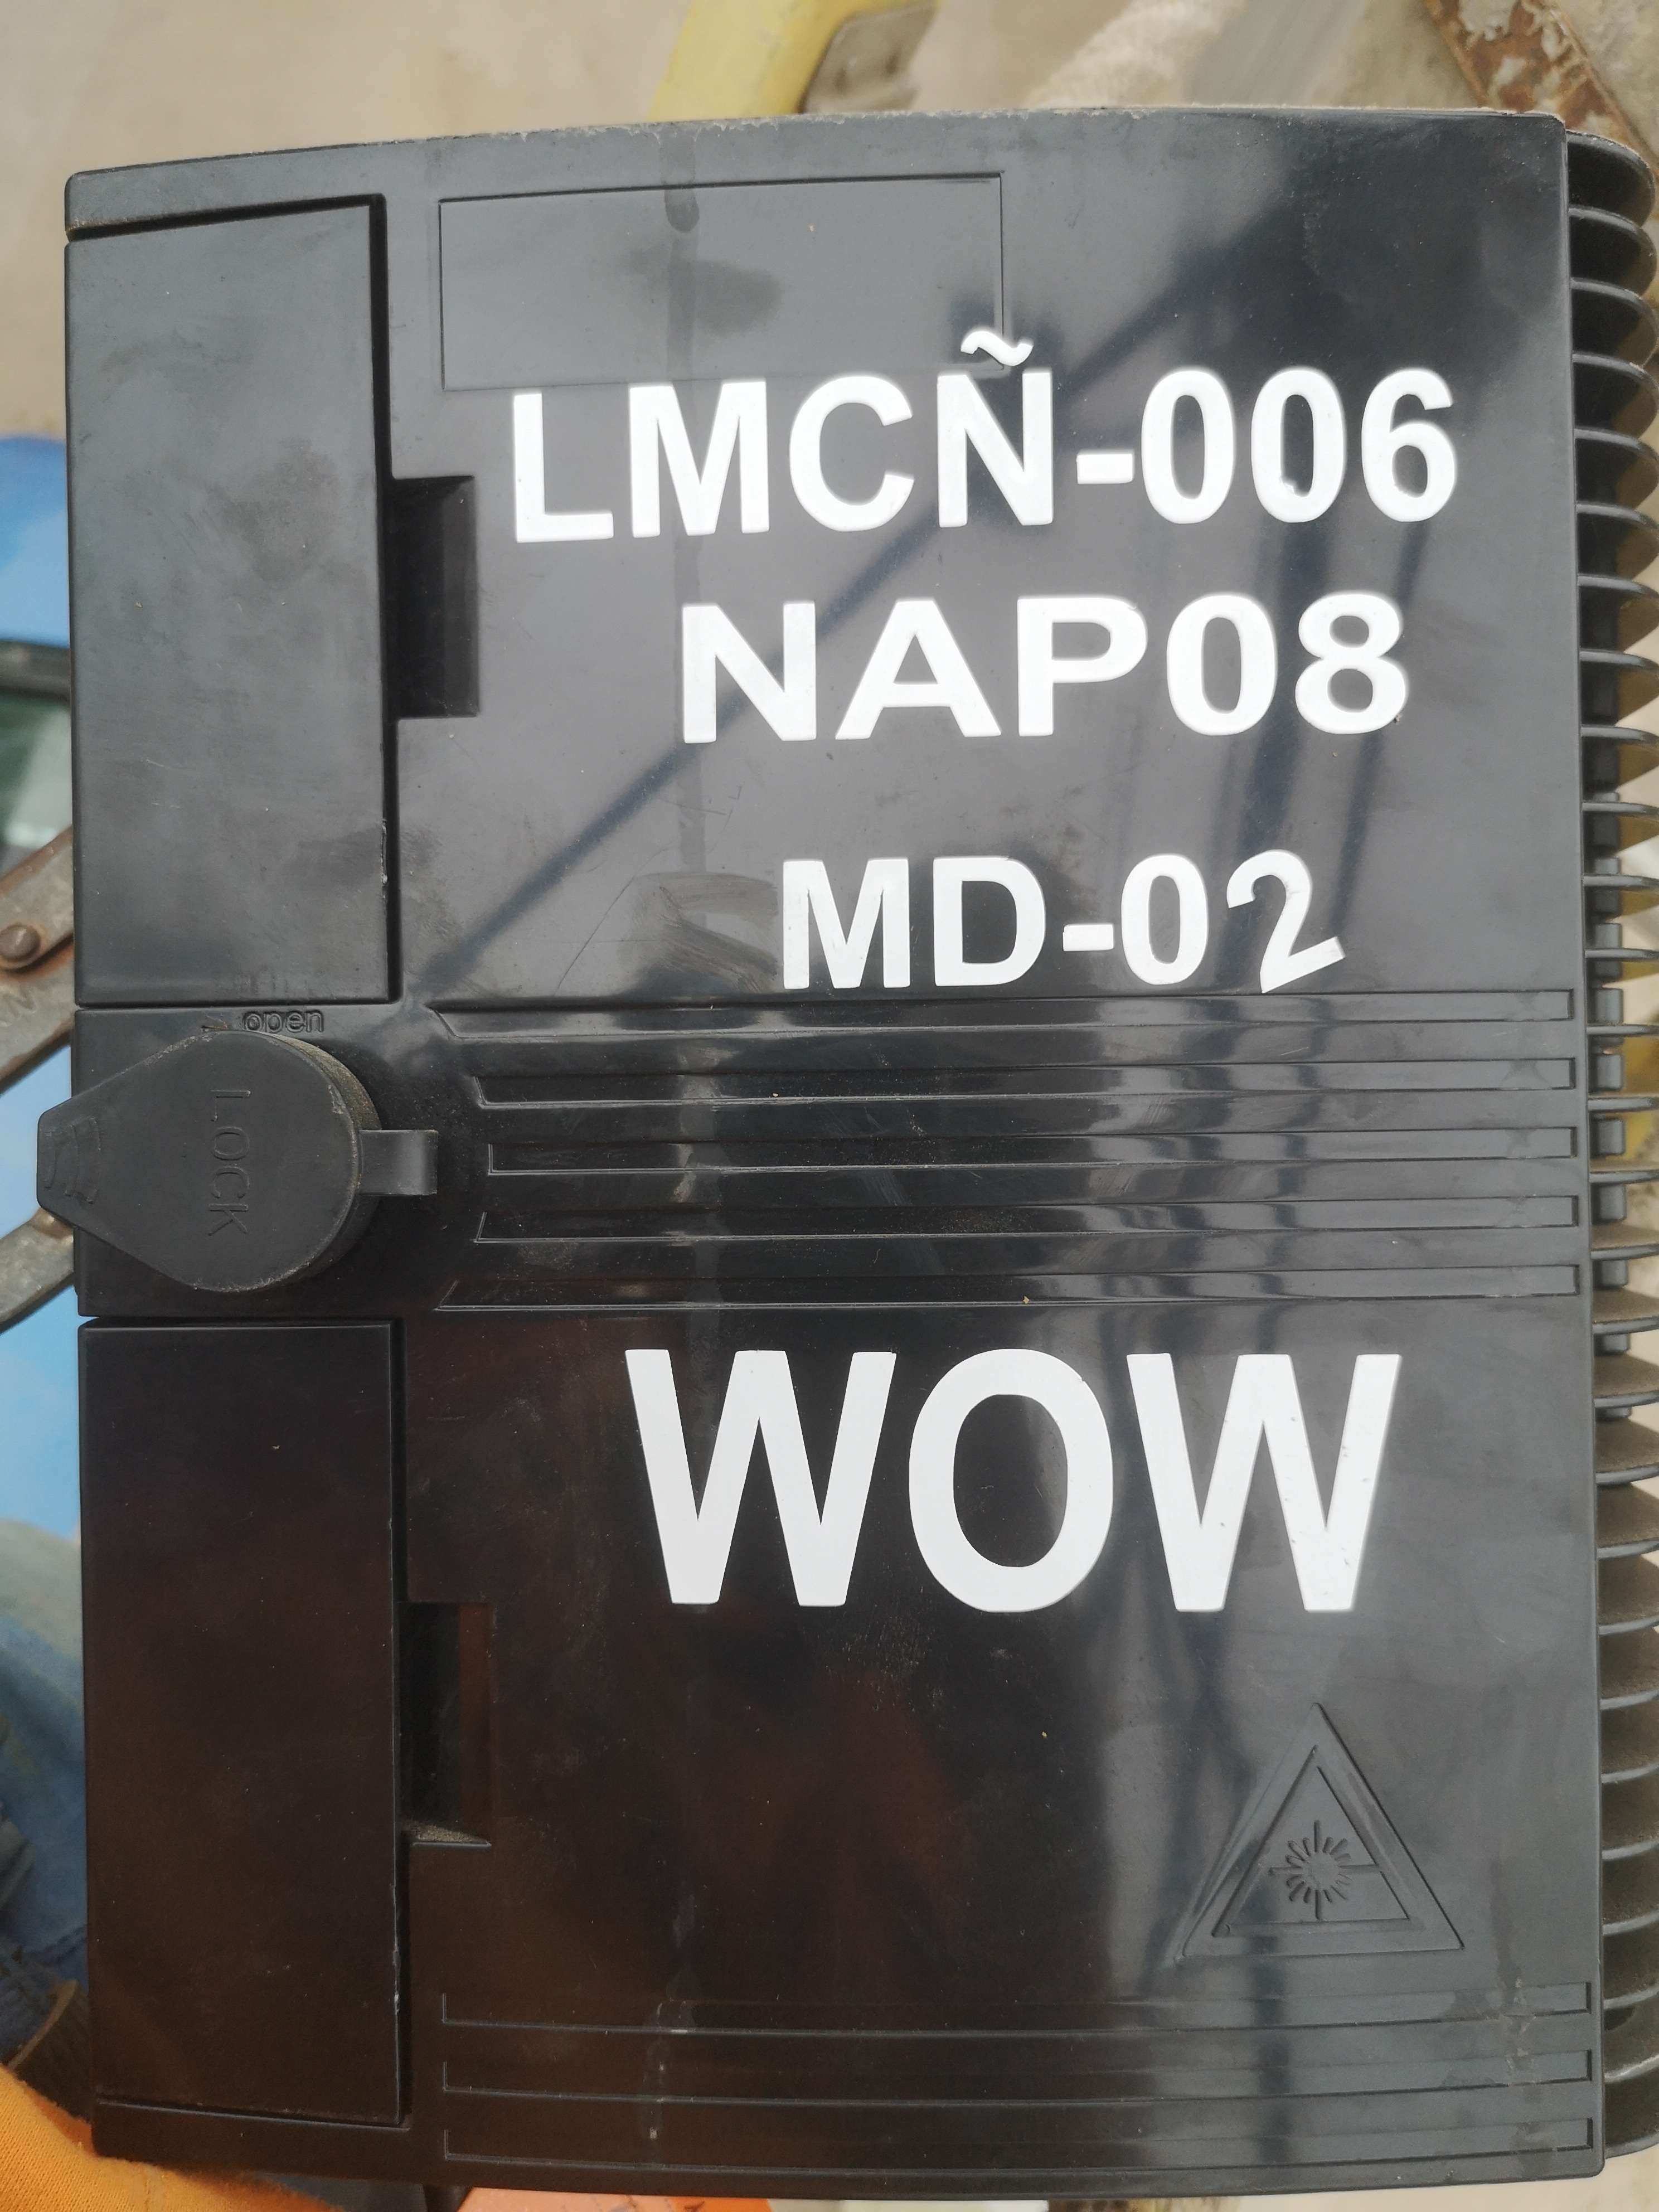 LMCÑ-006
NAP08
MD-02
open
LOCK
WOW